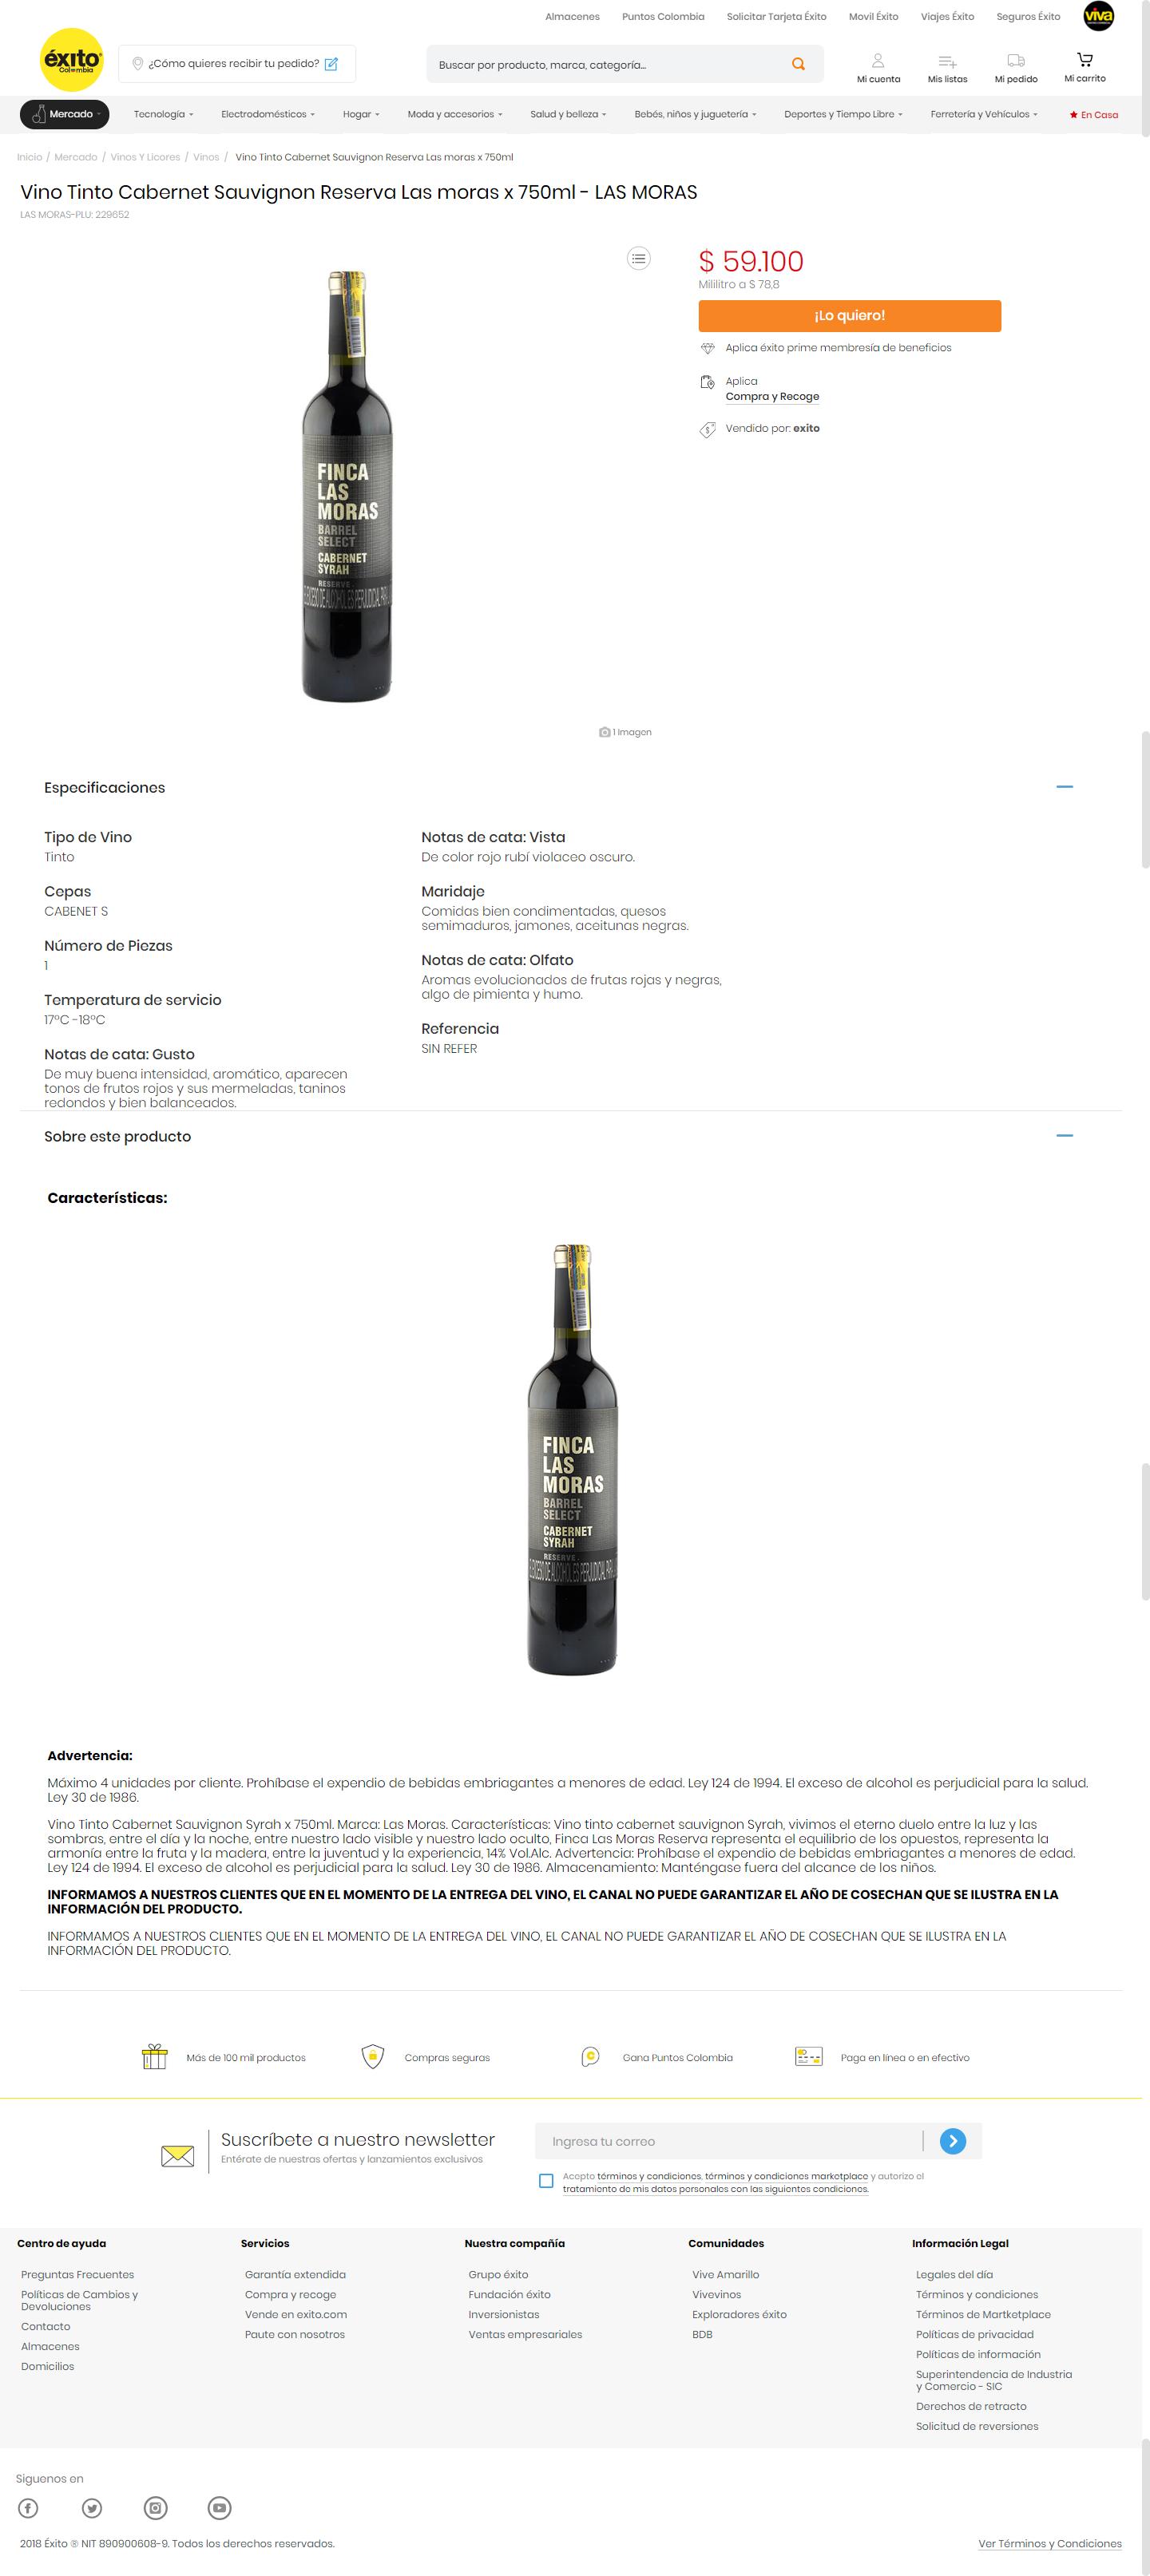 Almacenes Puntos Colombia Solicitar Tarjeta Éxito Movil Éxito Viajes Éxito Seguros Éxito viva
éxito
Colombia
¿Cómo quieres recibir tu pedido?
Buscar por producto, marca, categoría...
Mi cuenta Mis listas Mi pedido Mi carrito
Mercado Tecnología Electrodomésticos Hogar Moda y accesorios Salud y belleza Bebés, niños y juguetería Deportes y Tiempo Libre Ferretería y Vehículos En Casa
Inicio / Mercado / Vinos Y Licores / Vinos / Vino Tinto Cabernet Sauvignon Reserva Las moras x 750ml
Vino Tinto Cabernet Sauvignon Reserva Las moras x 750ml - LAS MORAS
LAS MORAS-PLU: 229652
FINCA
LAS
MORAS
BARREL
SELECT
CABERNET
SYRAH
RESERVE
EL EXCESO DE ALCOHOL ES PERJUDICIAL PARA
1 Imagen
$ 59.100
Mililitro a $ 78,8
¡Lo quiero!
Aplica éxito prime membresía de beneficios
Aplica
Compra y Recoge
Vendido por: exito
Especificaciones
Tipo de Vino
Tinto
Cepas
CABENET S
Número de Piezas
1
Temperatura de servicio
17°C -18°C
Notas de cata: Gusto
De muy buena intensidad, aromático, aparecen
tonos de frutos rojos y sus mermeladas, taninos
redondos y bien balanceados.
Notas de cata: Vista
De color rojo rubí violaceo oscuro.
Maridaje
Comidas bien condimentadas, quesos
semimaduros, jamones, aceitunas negras.
Notas de cata: Olfato
Aromas evolucionados de frutas rojas y negras,
algo de pimienta y humo.
Referencia
SIN REFER
Sobre este producto
Características:
FINCA
LAS
MORAS
BARREL
SELECT
CABERNET
SYRAH
RESERVE
EL EXCESO DE ALCOHOL ES PERJUDICIAL PARA
Advertencia:
Máximo 4 unidades por cliente. Prohíbase el expendio de bebidas embriagantes a menores de edad. Ley 124 de 1994. El exceso de alcohol es perjudicial para la salud.
Ley 30 de 1986.
Vino Tinto Cabernet Sauvignon Syrah x 750ml. Marca: Las Moras. Características: Vino tinto cabernet sauvignon Syrah, vivimos el eterno duelo entre la luz y las
sombras, entre el día y la noche, entre nuestro lado visible y nuestro lado oculto, Finca Las Moras Reserva representa el equilibrio de los opuestos, representa la
armonía entre la fruta y la madera, entre la juventud y la experiencia, 14% Vol.Alc. Advertencia: Prohíbase el expendio de bebidas embriagantes a menores de edad.
Ley 124 de 1994. El exceso de alcohol es perjudicial para la salud. Ley 30 de 1986. Almacenamiento: Manténgase fuera del alcance de los niños.
INFORMAMOS A NUESTROS CLIENTES QUE EN EL MOMENTO DE LA ENTREGA DEL VINO, EL CANAL NO PUEDE GARANTIZAR EL AÑO DE COSECHAN QUE SE ILUSTRA EN LA
INFORMACIÓN DEL PRODUCTO.
INFORMAMOS A NUESTROS CLIENTES QUE EN EL MOMENTO DE LA ENTREGA DEL VINO, EL CANAL NO PUEDE GARANTIZAR EL AÑO DE COSECHAN QUE SE ILUSTRA EN LA
INFORMACIÓN DEL PRODUCTO.
Más de 100 mil productos Compras seguras Gana Puntos Colombia Paga en línea o en efectivo
Suscríbete a nuestro newsletter
Entérate de nuestras ofertas y lanzamientos exclusivos
Ingresa tu correo
Acepto términos y condiciones, términos y condiciones marketplace y autorizo el
tratamiento de mis datos personales con las siguientes condiciones.
Centro de ayuda
Preguntas Frecuentes
Políticas de Cambios y
Devoluciones
Contacto
Almacenes
Domicilios
Servicios
Garantía extendida
Compra y recoge
Vende en exito.com
Paute con nosotros
Nuestra compañía
Grupo éxito
Fundación éxito
Inversionistas
Ventas empresariales
Comunidades
Vive Amarillo
Vivevinos
Exploradores éxito
BDB
Información Legal
Legales del día
Términos y condiciones
Términos de Martketplace
Políticas de privacidad
Políticas de información
Superintendencia de Industria
y Comercio - SIC
Derechos de retracto
Solicitud de reversiones
Siguenos en
2018 Éxito ® NIT 890900608-9. Todos los derechos reservados.
Ver Términos y Condiciones